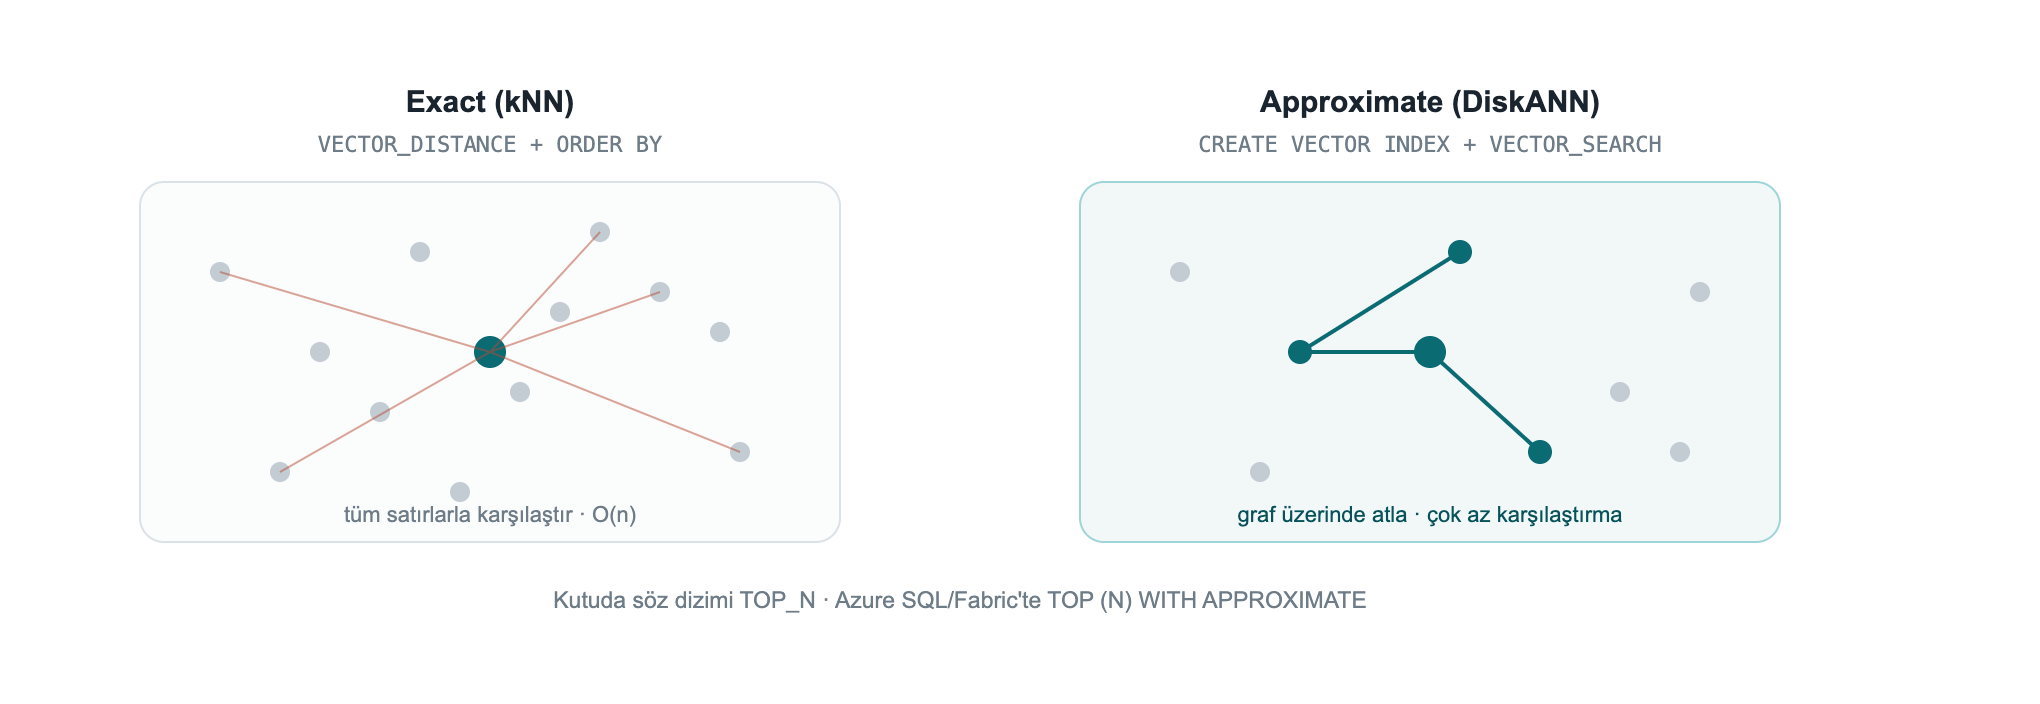 Exact (kNN)
VECTOR_DISTANCE + ORDER BY
tüm satırlarla karşılaştır · O(n)
Approximate (DiskANN)
CREATE VECTOR INDEX + VECTOR_SEARCH
graf üzerinde atla · çok az karşılaştırma
Kutuda söz dizimi TOP_N · Azure SQL/Fabric'te TOP (N) WITH APPROXIMATE